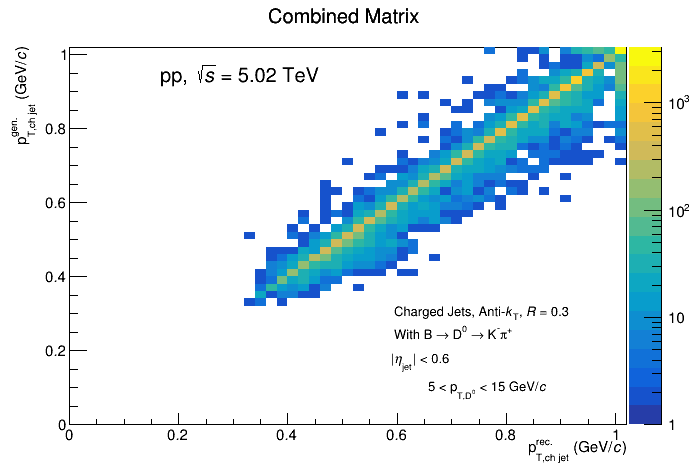 Combined Matrix
p^gen._T,ch jet (GeV/c)
1
0.8
0.6
0.4
0.2
0
pp, √s = 5.02 TeV
Charged Jets, Anti-k_T, R = 0.3
With B → D^0 → K^-π^+
|η_jet| < 0.6
5 < p_T,D^0 < 15 GeV/c
10^3
10^2
10
1
0 0.2 0.4 0.6 0.8 1
p^rec._T,ch jet (GeV/c)